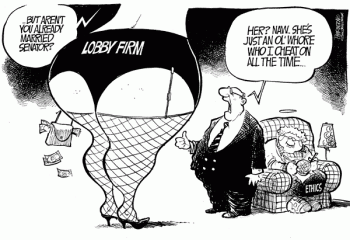 ...BUT AREN'T
YOU ALREADY
MARRIED
SENATOR?
LOBBY FIRM
HER? NAW. SHE'S
JUST AN OL' WHORE
WHO I CHEAT ON
ALL THE TIME...
ETHICS